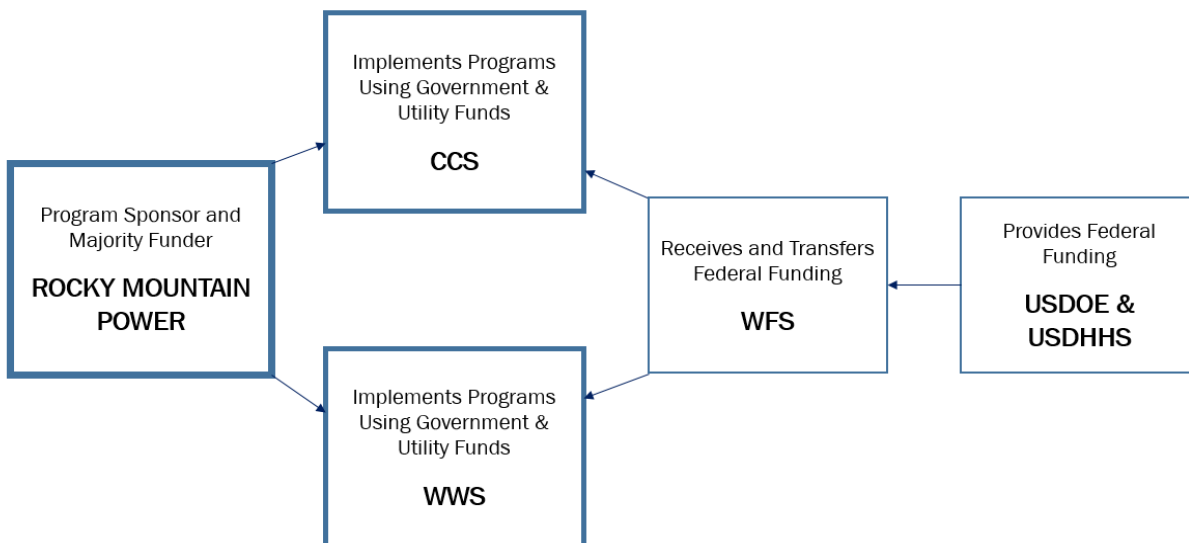 Implements Programs
Using Government &
Utility Funds
CCS
Program Sponsor and
Majority Funder
ROCKY MOUNTAIN
POWER
Receives and Transfers
Federal Funding
WFS
Provides Federal
Funding
USDOE &
USDHHS
Implements Programs
Using Government &
Utility Funds
WWS